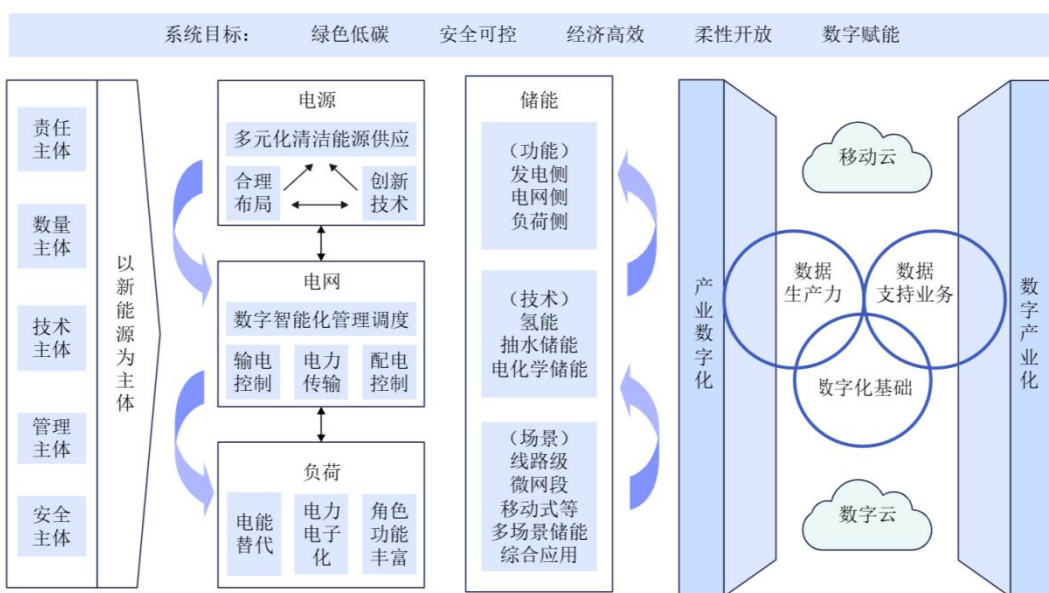 系统目标： 绿色低碳 安全可控 经济高效 柔性开放 数字赋能
责任
主体
数量
主体
技术
主体
管理
主体
安全
主体
以新能源为主体
电源
多元化清洁能源供应
合理
布局
创新
技术
电网
数字智能化管理调度
输电
控制
电力
传输
配电
控制
负荷
电能
替代
电力
电子
化
角色
功能
丰富
储能
（功能）
发电侧
电网侧
负荷侧
（技术）
氢能
抽水储能
电化学储能
（场景）
线路级
微网段
移动式等
多场景储能
综合应用
产业数字化
移动云
数据
生产力
数据
支持业务
数字化基础
数字云
数字产业化